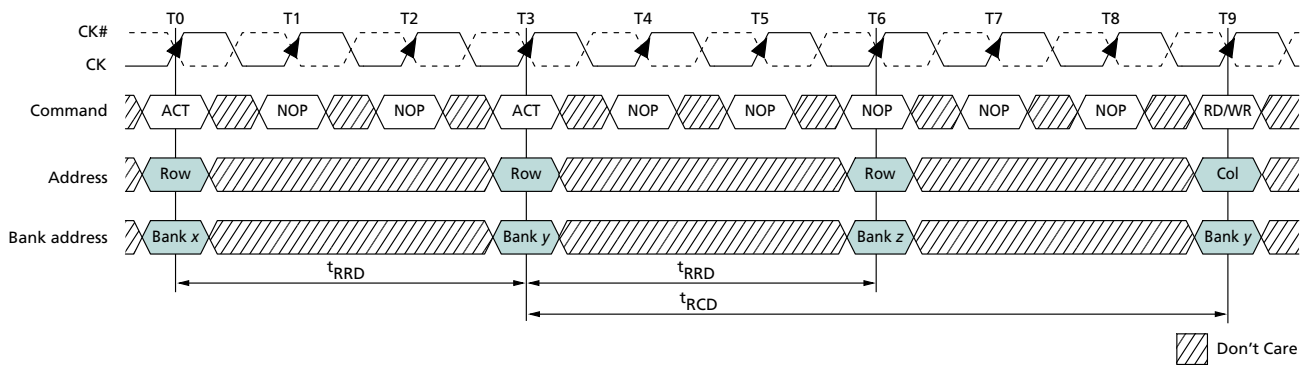 T0 T1 T2 T3 T4 T5 T6 T7 T8 T9
CK#
CK
Command ACT NOP NOP ACT NOP NOP NOP NOP NOP RD/WR
Address Row Row Row Col
Bank address Bank x Bank y Bank z Bank y
tRRD tRRD
tRCD
Don't Care